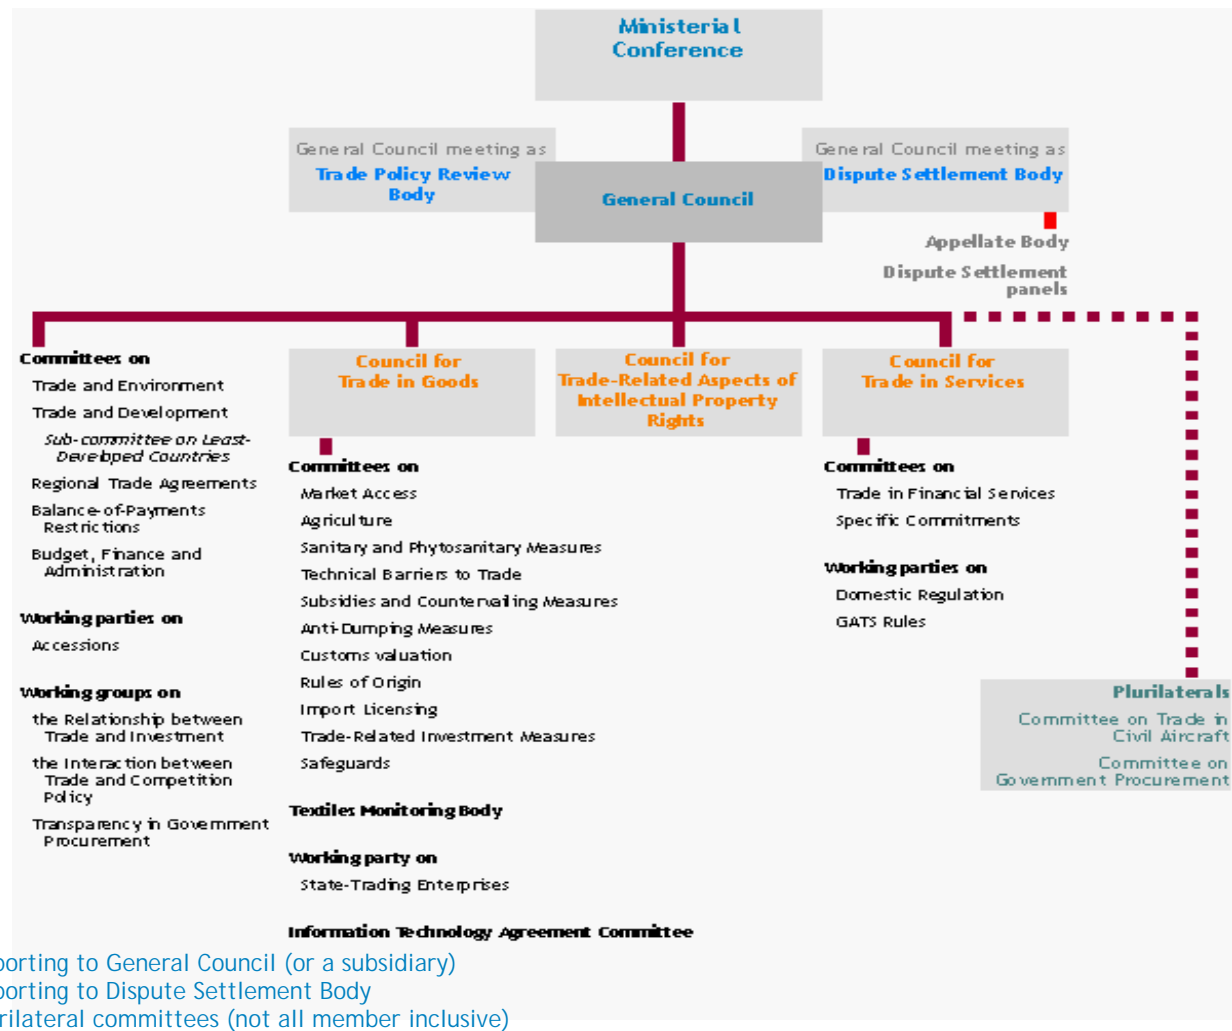 Ministerial
Conference
General Council meeting as
Trade Policy Review
Body
General Council
General Council meeting as
Dispute Settlement Body
Appellate Body
Dispute Settlement
panels
Committees on
Trade and Environment
Trade and Development
Sub-committee on Least-
Developed Countries
Regional Trade Agreements
Balance-of-Payments
Restrictions
Budget, Finance and
Administration
Working parties on
Accessions
Working groups on
the Relationship between
Trade and Investment
the Interaction between
Trade and Competition
Policy
Transparency in Government
Procurement
Council for
Trade in Goods
Committees on
Market Access
Agriculture
Sanitary and Phytosanitary Measures
Technical Barriers to Trade
Subsidies and Countervailing Measures
Anti-Dumping Measures
Customs valuation
Rules of Origin
Import Licensing
Trade-Related Investment Measures
Safeguards
Textiles Monitoring Body
Working party on
State-Trading Enterprises
Information Technology Agreement Committee
Council for
Trade-Related Aspects of
Intellectual Property
Rights
Council for
Trade in Services
Committees on
Trade in Financial Services
Specific Commitments
Working parties on
Domestic Regulation
GATS Rules
Plurilaterals
Committee on Trade in
Civil Aircraft
Committee on
Government Procurement
porting to General Council (or a subsidiary)
porting to Dispute Settlement Body
rilateral committees (not all member inclusive)